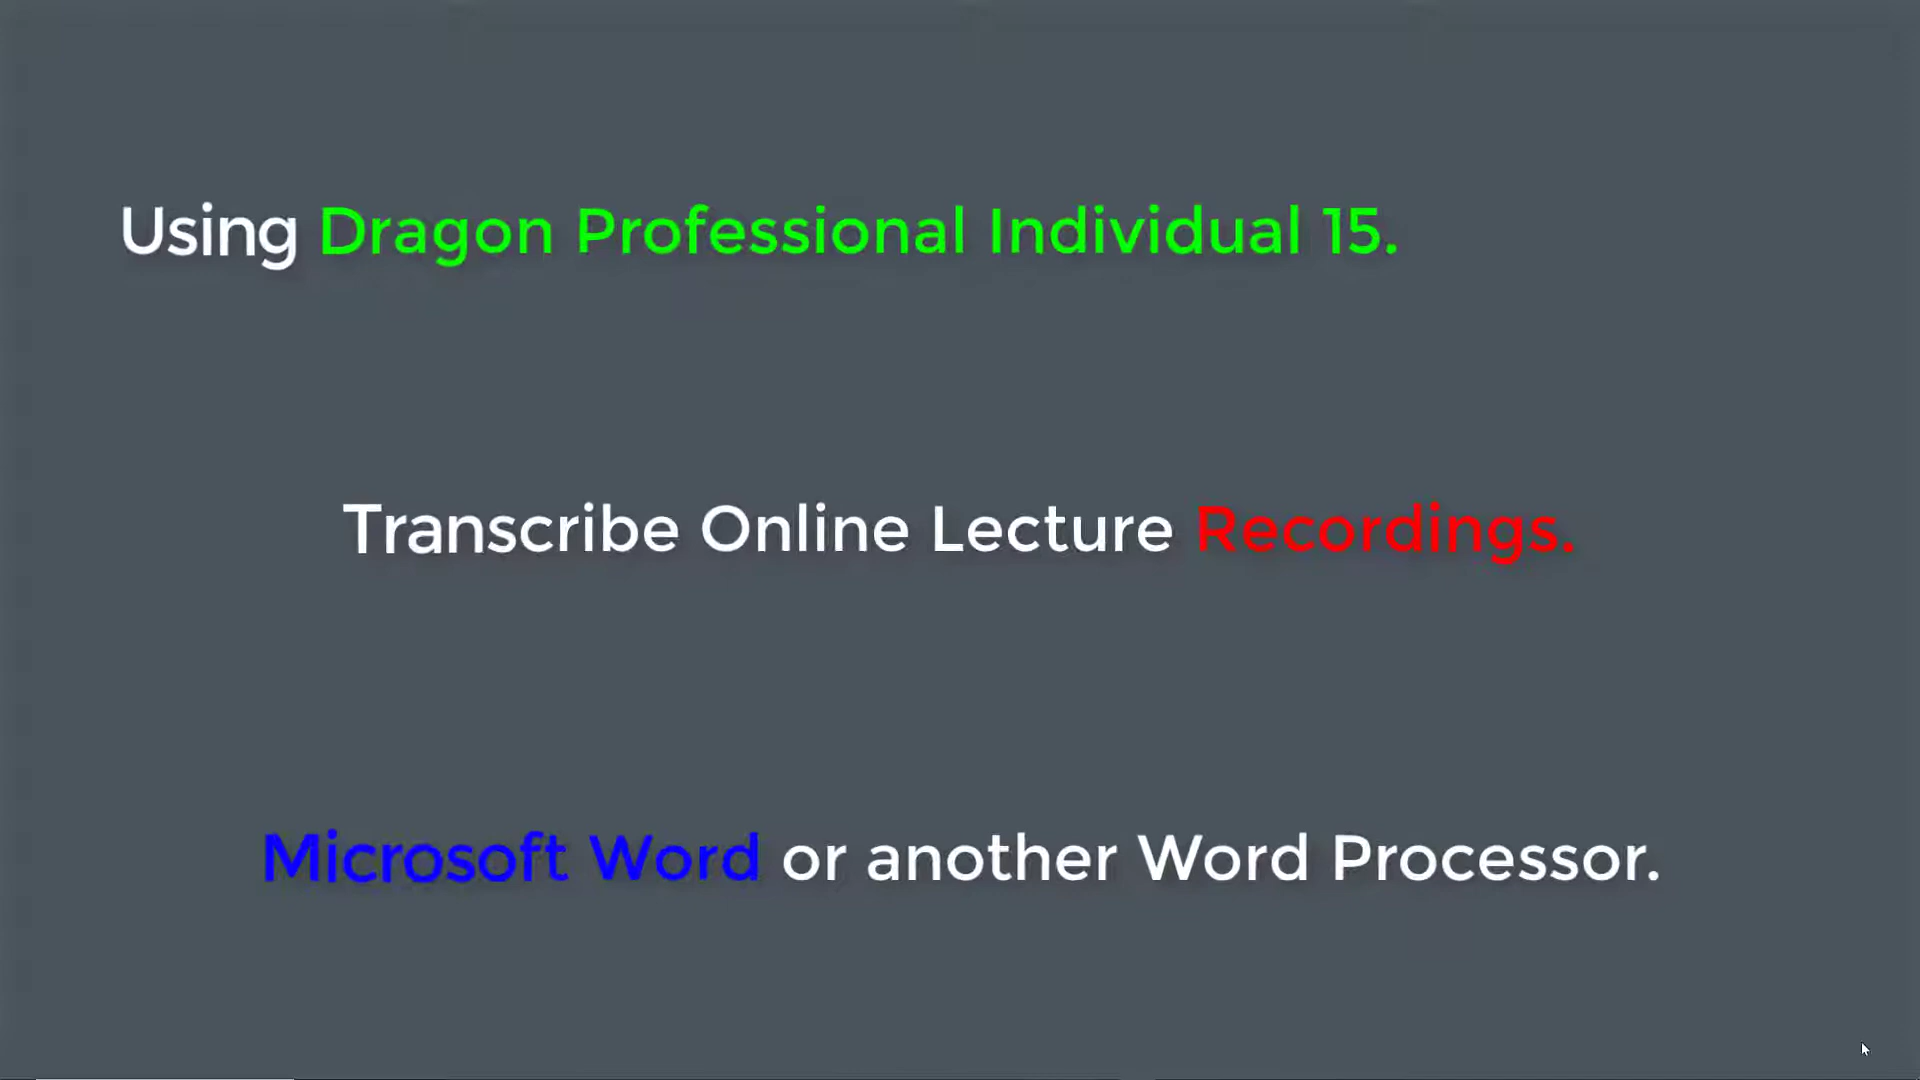 Using Dragon Professional Individual 15.
Transcribe Online Lecture Recordings.
Microsoft Word or another Word Processor.